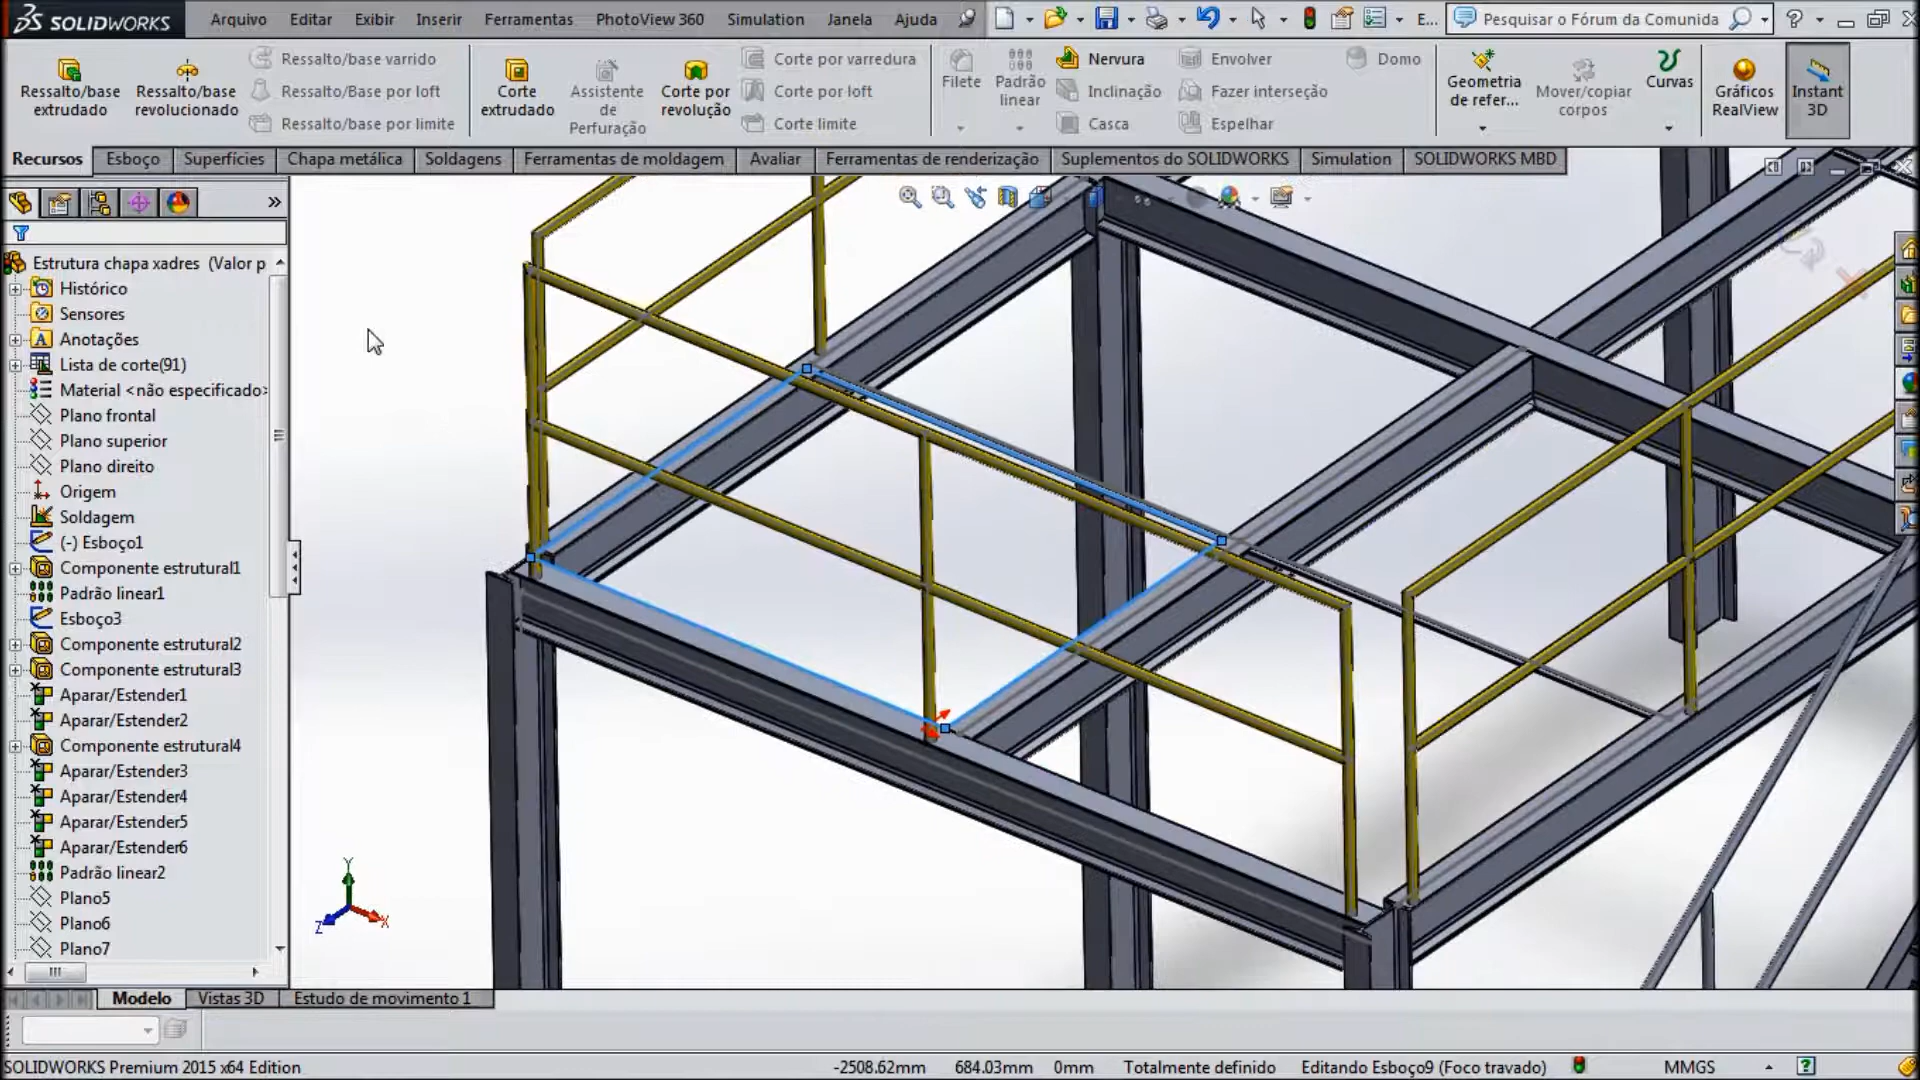 SOLIDWORKS Arquivo Editar Exibir Inserir Ferramentas PhotoView 360 Simulation Janela Ajuda E... Pesquisar o Fórum da Comunida
Ressalto/base extrudado
Ressalto/base revolucionado
Ressalto/base varrido
Ressalto/Base por loft
Ressalto/base por limite
Corte extrudado
Assistente de Perfuração
Corte por revolução
Corte por varredura
Corte por loft
Corte limite
Filete
Padrão linear
Nervura
Inclinação
Casca
Envolver
Fazer interseção
Espelhar
Domo
Geometria de refer...
Mover/copiar corpos
Curvas
Gráficos RealView
Instant 3D
Recursos Esboço Superfícies Chapa metálica Soldagens Ferramentas de moldagem Avaliar Ferramentas de renderização Suplementos do SOLIDWORKS Simulation SOLIDWORKS MBD
Estrutura chapa xadres (Valor p
Histórico
Sensores
Anotações
Lista de corte(91)
Material <não especificado>
Plano frontal
Plano superior
Plano direito
Origem
Soldagem
(-) Esboço1
Componente estrutural1
Padrão linear1
Esboço3
Componente estrutural2
Componente estrutural3
Aparar/Estender1
Aparar/Estender2
Componente estrutural4
Aparar/Estender3
Aparar/Estender4
Aparar/Estender5
Aparar/Estender6
Padrão linear2
Plano5
Plano6
Plano7
Y
Z
X
Modelo Vistas 3D Estudo de movimento 1
SOLIDWORKS Premium 2015 x64 Edition -2508.62mm 684.03mm 0mm Totalmente definido Editando Esboço9 (Foco travado) MMGS